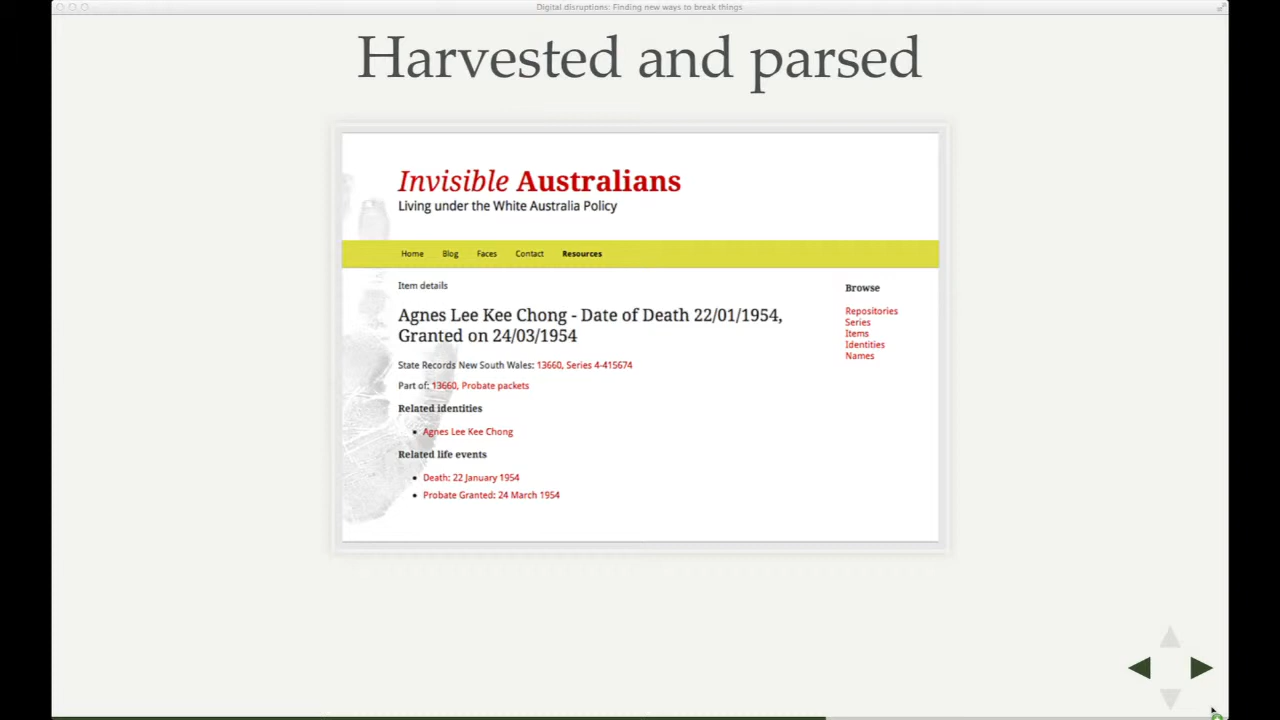 Digital disruptions: Finding new ways to break things
Harvested and parsed
Invisible Australians
Living under the White Australia Policy
Home Blog Faces Contact Resources
Item details
Agnes Lee Kee Chong - Date of Death 22/01/1954,
Granted on 24/03/1954
State Records New South Wales: 13660, Series 4-415674
Part of: 13660, Probate packets
Related identities
• Agnes Lee Kee Chong
Related life events
• Death: 22 January 1954
• Probate Granted: 24 March 1954
Browse
Repositories
Series
Items
Identities
Names